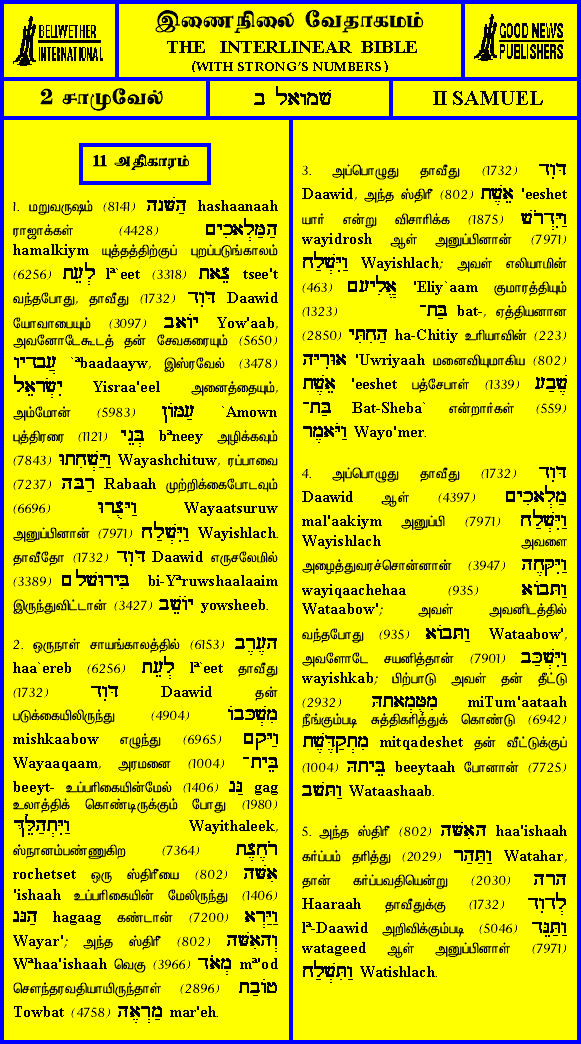 BELLWETHER
INTERNATIONAL
இணைநிலை வேதாகமம்
THE INTERLINEAR BIBLE
(WITH STRONG'S NUMBERS)
GOOD NEWS
PUBLISHERS
2 சாமுவேல்
שמואל ב
II SAMUEL
11 அதிகாரம்
1. மறுவருஷம் (8141) הַשָּׁנָה hashaanaah
ராஜாக்கள் (4428) הַמַּלְאכִים
hamalkiym யுத்தத்திற்குப் புறப்படுங்காலம்
(6256) לְעֵת lª`eet (3318) צֵאת tsee't
வந்தபோது, தாவீது (1732) דָּוִד Daawid
யோவாபையும் (3097) יוֹאָב Yow'aab,
அவனோடேகூடத் தன் சேவகரையும் (5650)
עֲבָדָיו `ªbaadaayw, இஸ்ரவேல் (3478)
יִשְׂרָאֵל Yisraa'eel அனைத்தையும்,
அம்மோன் (5983) עַמּוֹן `Amown
புத்திரரை (1121) בְּנֵי bªneey அழிக்கவும்
(7843) וַיַּשְׁחִתוּ Wayashchituw, ரப்பாவை
(7237) רַבָּה Rabaah முற்றிக்கைபோடவும்
(6696) וַיָּצֻרוּ Wayaatsuruw
அனுப்பினான் (7971) וַיִּשְׁלַח Wayishlach.
தாவீதோ (1732) דָּוִד Daawid எருசலேமில்
(3389) בִּירוּשָׁלִָם bi-Yªruwshaalaaim
இருந்துவிட்டான் (3427) יוֹשֵׁב yowsheeb.
2. ஒருநாள் சாயங்காலத்தில் (6153) הָעֶרֶב
haa`ereb (6256) לְעֵת lª`eet தாவீது
(1732) דָּוִד Daawid தன்
படுக்கையிலிருந்து (4904) מִשְׁכָּבוֹ
mishkaabow எழுந்து (6965) וַיָּקָם
Wayaaqaam, அரமனை (1004) בֵּית־
beeyt- உப்பரிகையின்மேல் (1406) גַּג gag
உலாத்திக் கொண்டிருக்கும் போது (1980)
וַיִּתְהַלֵּךְ Wayithaleek,
ஸ்நானம்பண்ணுகிற (7364) רֹחֶצֶת
rochetset ஒரு ஸ்திரீயை (802) אִשָּׁה
'ishaah உப்பரிகையின் மேலிருந்து (1406)
הַגָּג hagaag கண்டான் (7200) וַיַּרְא
Wayar'; அந்த ஸ்திரீ (802) וְהָאִשָּׁה
Wªhaa'ishaah வெகு (3966) מְאֹד mª'od
சௌந்தரவதியாயிருந்தாள் (2896) טוֹבַת
Towbat (4758) מַרְאֶה mar'eh.
3. அப்பொழுது தாவீது (1732) דָּוִד
Daawid, அந்த ஸ்திரீ (802) אֵשֶׁת 'eeshet
யார் என்று விசாரிக்க (1875) וַיִּדְרֹשׁ
wayidrosh ஆள் அனுப்பினான் (7971)
וַיִּשְׁלַח Wayishlach; அவள் எலியாமின்
(463) אֱלִיעָם 'Eliy`aam குமாரத்தியும்
(1323) בַּת־ bat-, ஏத்தியனான
(2850) הַחִתִּי ha-Chitiy உரியாவின் (223)
אוּרִיָּה 'Uwriyaah மனைவியுமாகிய (802)
אֵשֶׁת 'eeshet பத்சேபாள் (1339) שֶׁבַע
בַּת־ Bat-Sheba` என்றார்கள் (559)
וַיֹּאמֶר Wayo'mer.
4. அப்பொழுது தாவீது (1732) דָּוִד
Daawid ஆள் (4397) מַלְאָכִים
mal'aakiym அனுப்பி (7971) וַיִּשְׁלַח
Wayishlach அவளை
அழைத்துவரச்சொன்னான் (3947) וַיִּקָּחֶהָ
wayiqaachehaa (935) וַתָּבוֹא
Wataabow'; அவள் அவனிடத்தில்
வந்தபோது (935) וַתָּבוֹא Wataabow',
அவளோடே சயனித்தான் (7901) וַיִּשְׁכַּב
wayishkab; பிற்பாடு அவள் தன் தீட்டு
(2932) מִטֻּמְאָתָהּ miTum'aataah
நீங்கும்படி சுத்திகரித்துக் கொண்டு (6942)
מִתְקַדֶּשֶׁת mitqadeshet தன் வீட்டுக்குப்
(1004) בֵּיתָהּ beeytaah போனான் (7725)
וַתָּשָׁב Wataashaab.
5. அந்த ஸ்திரீ (802) הָאִשָּׁה haa'ishaah
கர்ப்பம் தரித்து (2029) וַתַּהַר Watahar,
தான் கர்ப்பவதியென்று (2030) הָרָה
Haaraah தாவீதுக்கு (1732) לְדָוִד
lª-Daawid அறிவிக்கும்படி (5046) וַתַּגֵּד
watageed ஆள் அனுப்பினாள் (7971)
וַתִּשְׁלַח Watishlach.